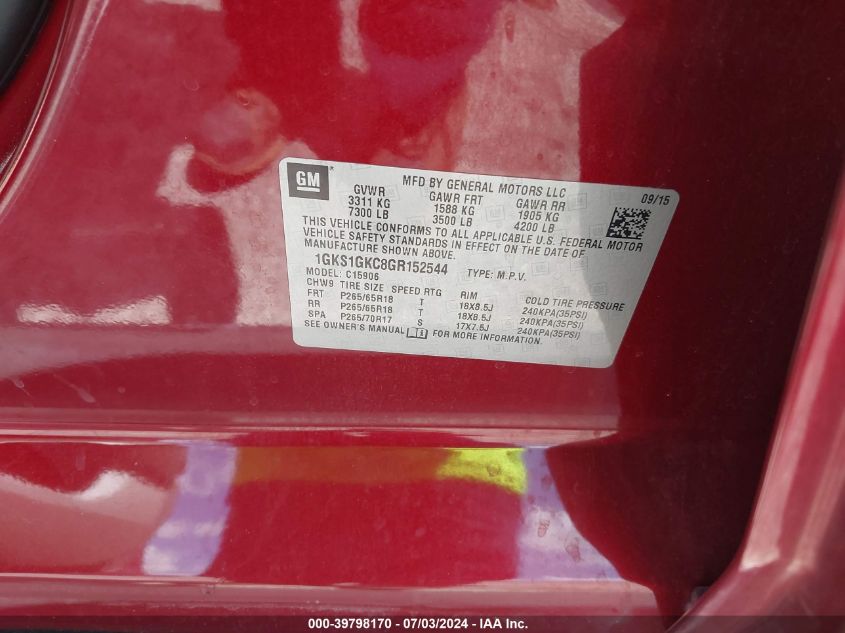 GM
MFD BY GENERAL MOTORS LLC
09/15
GVWR GAWR FRT GAWR RR
3311 KG 1588 KG 1905 KG
7300 LB 3500 LB 4200 LB
THIS VEHICLE CONFORMS TO ALL APPLICABLE U.S. FEDERAL MOTOR
VEHICLE SAFETY STANDARDS IN EFFECT ON THE DATE OF
MANUFACTURE SHOWN ABOVE.
1GKS1GKC8GR152544 TYPE: M.P.V.
MODEL: C15906
CHW9 TIRE SIZE SPEED RTG RIM COLD TIRE PRESSURE
FRT P265/65R18 T 18X8.5J 240KPA(35PSI)
RR P265/65R18 T 18X8.5J 240KPA(35PSI)
SPA P265/70R17 S 17X7.5J 240KPA(35PSI)
SEE OWNER'S MANUAL FOR MORE INFORMATION.
000-39798170 - 07/03/2024 - IAA Inc.